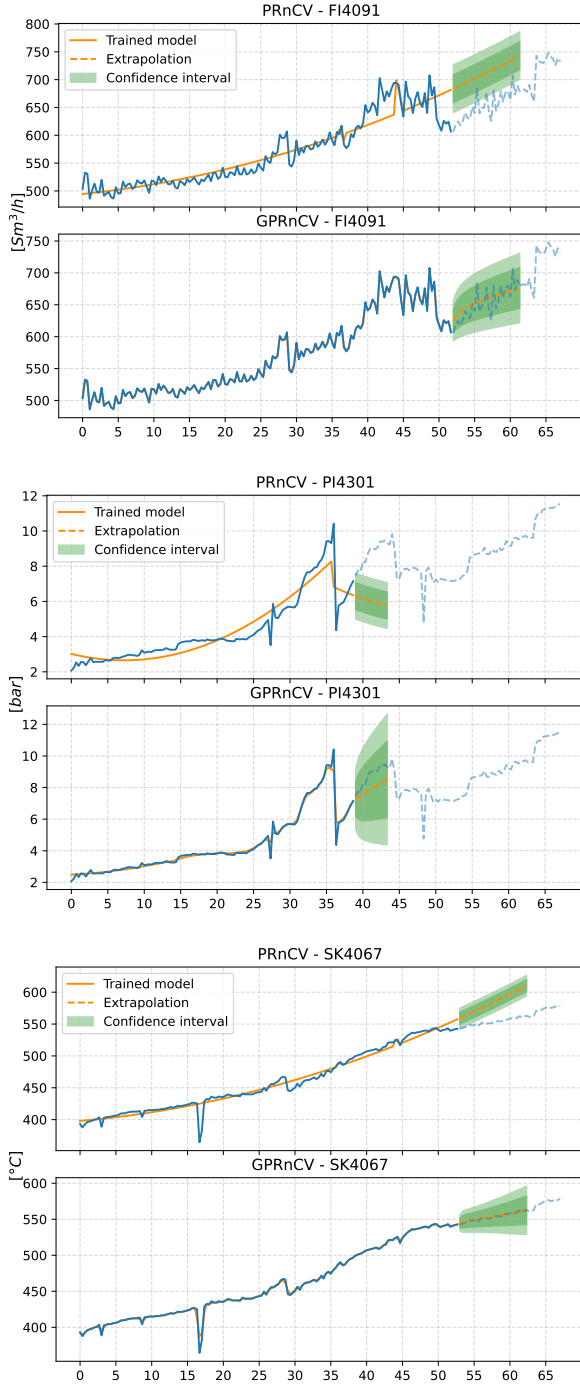 PRnCV - FI4091
Trained model
Extrapolation
Confidence interval
800
750
700
650
600
550
500
[Sm³/h]
GPRnCV - FI4091
750
700
650
600
550
500
0 5 10 15 20 25 30 35 40 45 50 55 60 65
PRnCV - PI4301
Trained model
Extrapolation
Confidence interval
12
10
8
6
4
2
[bar]
GPRnCV - PI4301
12
10
8
6
4
2
0 5 10 15 20 25 30 35 40 45 50 55 60 65
PRnCV - SK4067
Trained model
Extrapolation
Confidence interval
600
550
500
450
400
[°C]
GPRnCV - SK4067
600
550
500
450
400
0 5 10 15 20 25 30 35 40 45 50 55 60 65